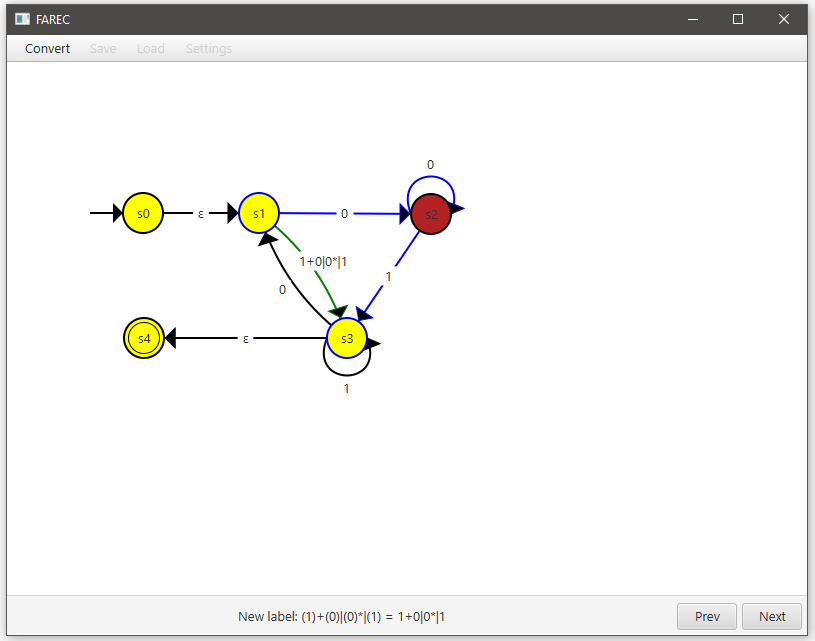 FAREC
Convert Save Load Settings
0
s0 ε s1 0 s2
1+0|0*|1
1
0
s4 ε s3
1
New label: (1)+(0)|(0)*|(1) = 1+0|0*|1
Prev Next